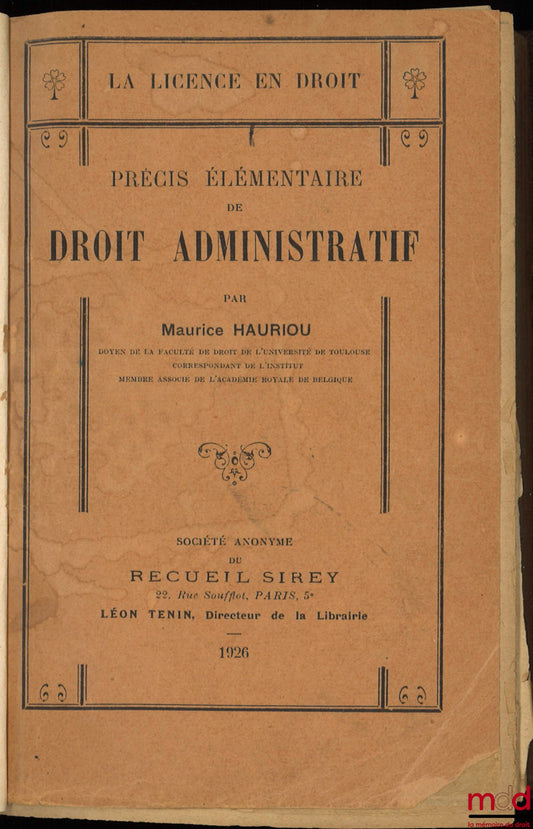 LA LICENCE EN DROIT
PRÉCIS ÉLÉMENTAIRE
DE
DROIT ADMINISTRATIF
PAR
Maurice HAURIOU
DOYEN DE LA FACULTÉ DE DROIT DE L'UNIVERSITÉ DE TOULOUSE
CORRESPONDANT DE L'INSTITUT
MEMBRE ASSOCIÉ DE L'ACADÉMIE ROYALE DE BELGIQUE
SOCIÉTÉ ANONYME
DU
RECUEIL SIREY
22, Rue Soufflot, PARIS, 5e
LÉON TENIN, Directeur de la Librairie
1926
mdd
la mémoire du droit